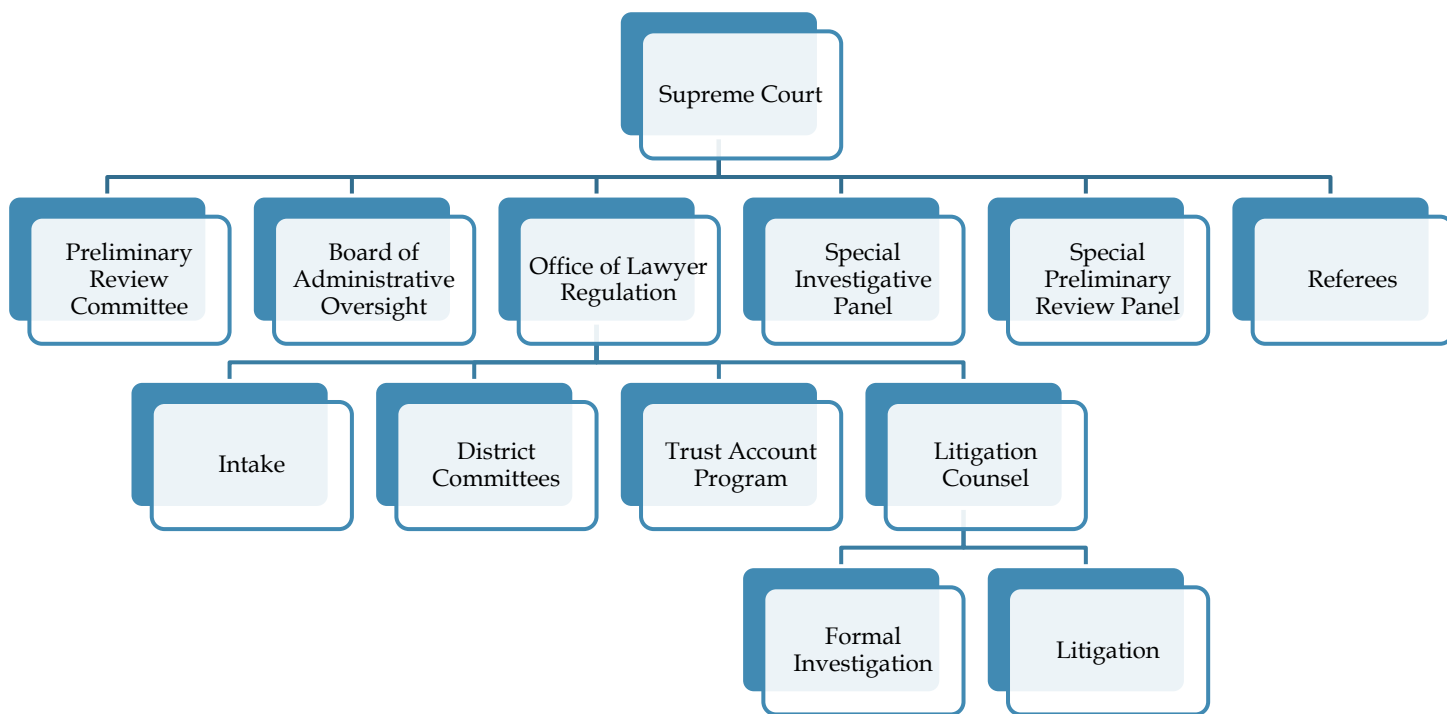 Supreme Court
Preliminary
Review
Committee
Board of
Administrative
Oversight
Office of Lawyer
Regulation
Special
Investigative
Panel
Special
Preliminary
Review Panel
Referees
Intake
District
Committees
Trust Account
Program
Litigation
Counsel
Formal
Investigation
Litigation